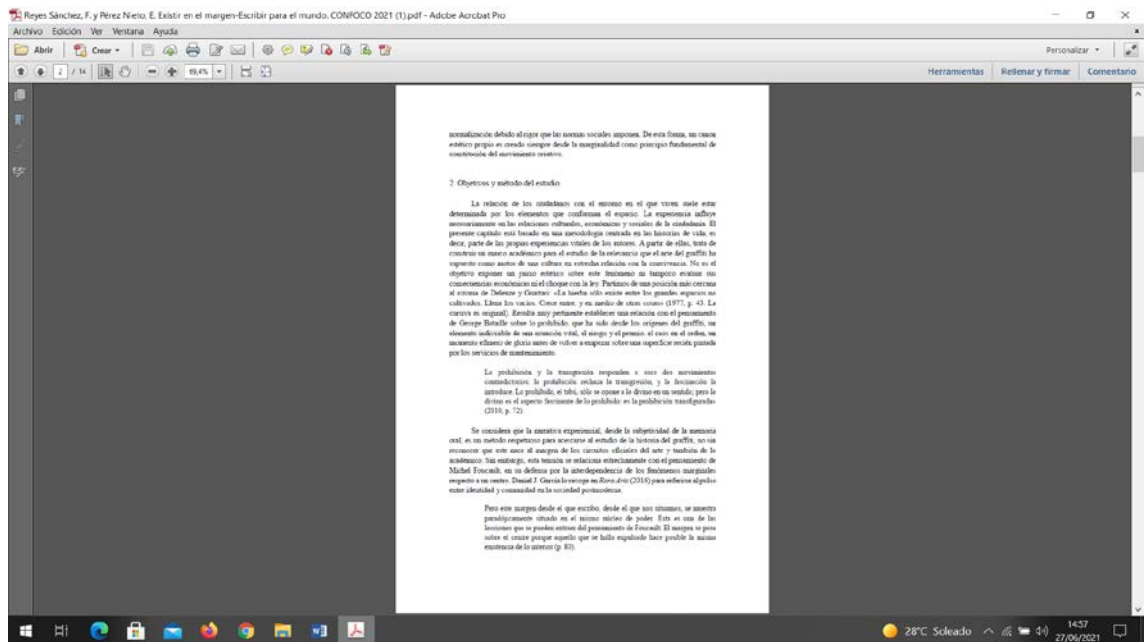 Reyes Sánchez, F. y Pérez Nieto, E. Existir en el margen-Escribir para el mundo. CONFOCO 2021 (1).pdf - Adobe Acrobat Pro
Archivo Edición Ver Ventana Ayuda
Abrir Crear Personalizar
2 / 14 69,4% Herramientas Rellenar y firmar Comentario
normalización debido al rigor que las normas sociales imponen. De esta forma, un canon
estético propio es creado siempre desde la marginalidad como principio fundamental de
constitución del movimiento creativo.
2. Objetivos y método del estudio
La relación de los ciudadanos con el entorno en el que viven suele estar
determinada por los elementos que conforman el espacio. La experiencia influye
necesariamente en las relaciones culturales, económicas y sociales de la ciudadanía. El
presente capítulo está basado en una metodología centrada en las historias de vida, es
decir, parte de las propias experiencias vitales de los autores. A partir de ellas, trata de
construir un marco académico para el estudio de la relevancia que el arte del graffiti ha
supuesto como motor de una cultura en estrecha relación con la convivencia. No es el
objetivo exponer un juicio estético sobre este fenómeno ni tampoco evaluar sus
consecuencias económicas ni el choque con la ley. Partimos de una posición más cercana
al rizoma de Deleuze y Guattari: «La hierba sólo existe entre los grandes espacios no
cultivados. Llena los vacíos. Crece entre, y en medio de otras cosas» (1977, p. 43. La
cursiva es original). Resulta muy pertinente establecer una relación con el pensamiento
de George Bataille sobre lo prohibido, que ha sido desde los orígenes del graffiti, un
elemento indisociable de una actuación vital, el riesgo y el premio, el caos en el orden, un
momento efímero de gloria antes de volver a empezar sobre una superficie recién pintada
por los servicios de mantenimiento.
La prohibición y la transgresión responden a esos dos movimientos
contradictorios: la prohibición rechaza la transgresión, y la fascinación la
introduce. Lo prohibido, el tabú, sólo se opone a lo divino en un sentido; pero lo
divino es el aspecto fascinante de lo prohibido: es la prohibición transfigurada»
(2010, p. 72).
Se considera que la narrativa experiencial, desde la subjetividad de la memoria
oral, es un método respetuoso para acercarse al estudio de la historia del graffiti, no sin
reconocer que este nace al margen de los circuitos oficiales del arte y también de lo
académico. Sin embargo, esta tensión se relaciona estrechamente con el pensamiento de
Michel Foucault, en su defensa por la interdependencia de los fenómenos marginales
respecto a un centro. Daniel J. García lo recoge en Rara Avis (2016) para referirse al pulso
entre identidad y comunidad en la sociedad postmoderna.
Pero este margen desde el que escribo, desde el que nos situamos, se muestra
paradójicamente situado en el mismo núcleo de poder. Esta es una de las
lecciones que se pueden extraer del pensamiento de Foucault. El margen se posa
sobre el centro porque aquello que se halla expulsado hace posible la misma
existencia de lo interior (p. 83).
28°C Soleado 14:57
27/06/2021